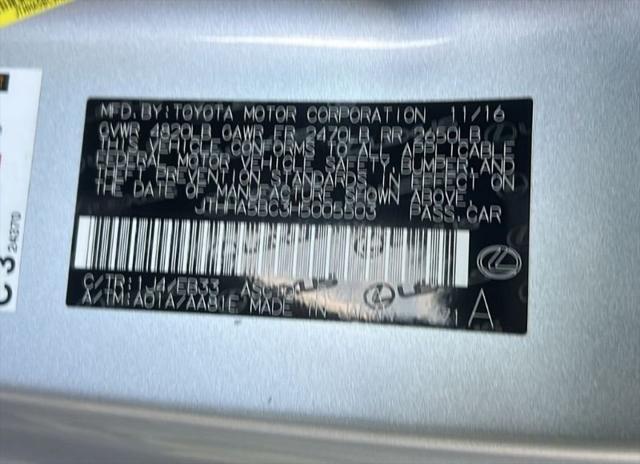 MFD.BY:TOYOTA MOTOR CORPORATION 11/16
GVWR 4820LB GAWR FR 2470LB RR 2650LB
THIS VEHICLE CONFORMS TO ALL APPLICABLE
FEDERAL MOTOR VEHICLE SAFETY, BUMPER, AND
THEFT PREVENTION STANDARDS IN EFFECT ON
THE DATE OF MANUFACTURE SHOWN ABOVE.
PASS.CAR
C/TR:1J4/EB33
A/TM:A01A/AA81E MADE IN
A
C3